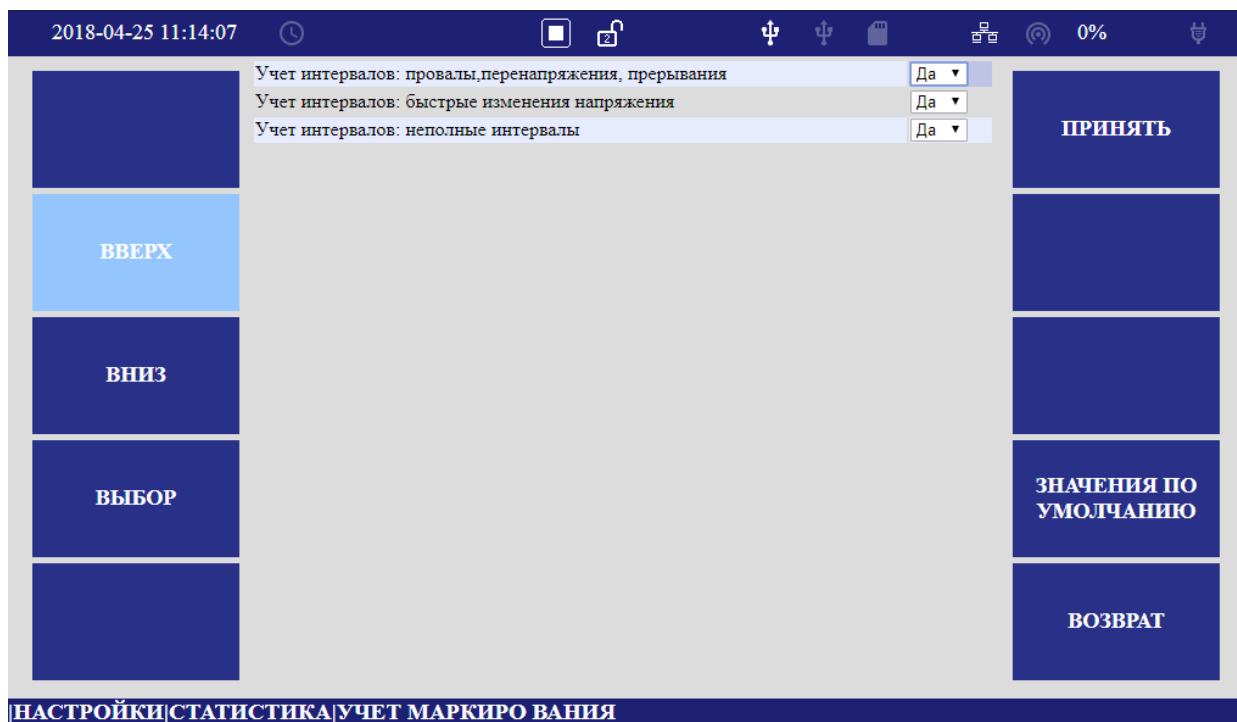 2018-04-25 11:14:07 2 0%
Учет интервалов: провалы,перенапряжения, прерывания Да
Учет интервалов: быстрые изменения напряжения Да
Учет интервалов: неполные интервалы Да
ВВЕРХ
ВНИЗ
ВЫБОР
ПРИНЯТЬ
ЗНАЧЕНИЯ ПО
УМОЛЧАНИЮ
ВОЗВРАТ
|НАСТРОЙКИ|СТАТИСТИКА|УЧЕТ МАРКИРО ВАНИЯ